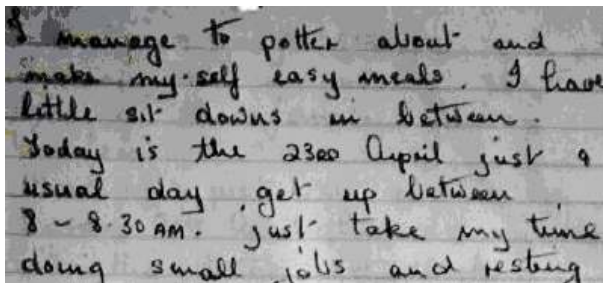 I manage to potter about and
make my-self easy meals. I have
little sit downs in between.
Today is the 23RD April just a
usual day, get up between
8 - 8.30 AM. just take my time
doing small jobs and resting